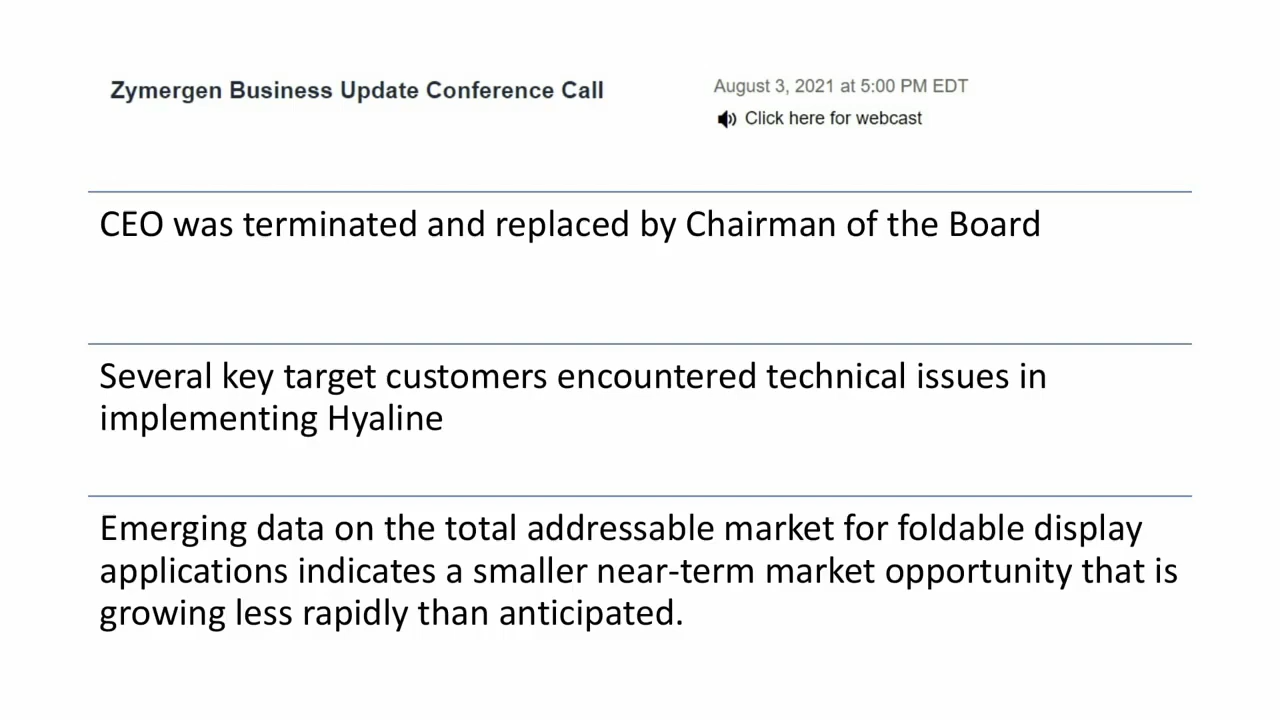 Zymergen Business Update Conference Call
August 3, 2021 at 5:00 PM EDT
Click here for webcast
CEO was terminated and replaced by Chairman of the Board
Several key target customers encountered technical issues in
implementing Hyaline
Emerging data on the total addressable market for foldable display
applications indicates a smaller near-term market opportunity that is
growing less rapidly than anticipated.